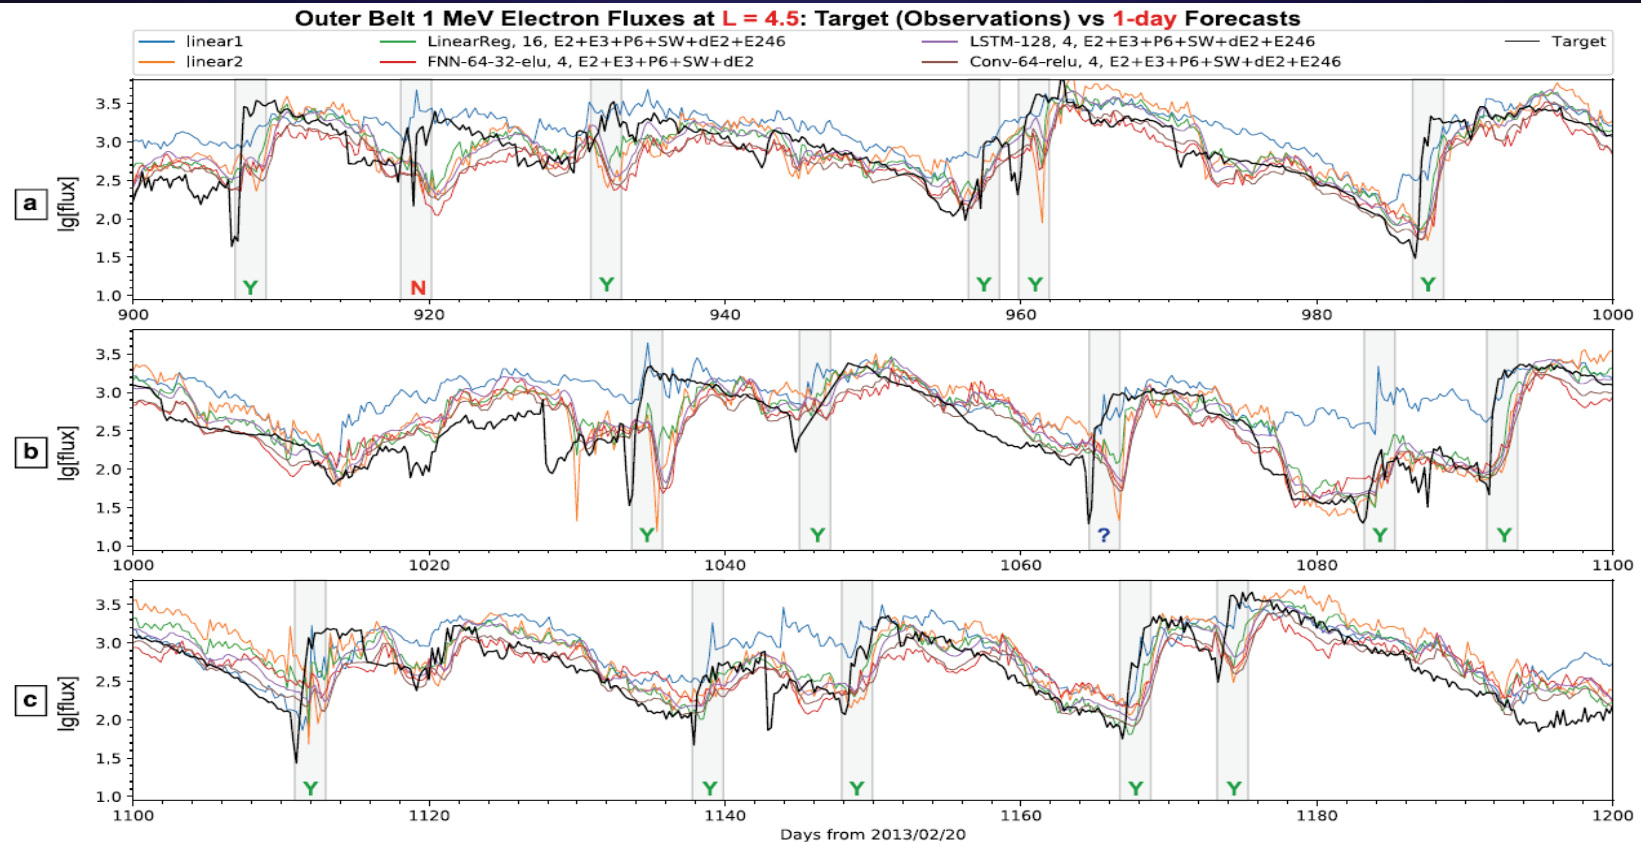 Outer Belt 1 MeV Electron Fluxes at L = 4.5: Target (Observations) vs 1-day Forecasts
linear1 LinearReg, 16, E2+E3+P6+SW+dE2+E246 LSTM-128, 4, E2+E3+P6+SW+dE2+E246 Target
linear2 FNN-64-32-elu, 4, E2+E3+P6+SW+dE2 Conv-64-relu, 4, E2+E3+P6+SW+dE2+E246
a
lg[flux]
3.5
3.0
2.5
2.0
1.5
1.0
Y N Y Y Y Y
900 920 940 960 980 1000
b
lg[flux]
3.5
3.0
2.5
2.0
1.5
1.0
Y Y ? Y Y
1000 1020 1040 1060 1080 1100
c
lg[flux]
3.5
3.0
2.5
2.0
1.5
1.0
Y Y Y Y Y
1100 1120 1140 1160 1180 1200
Days from 2013/02/20